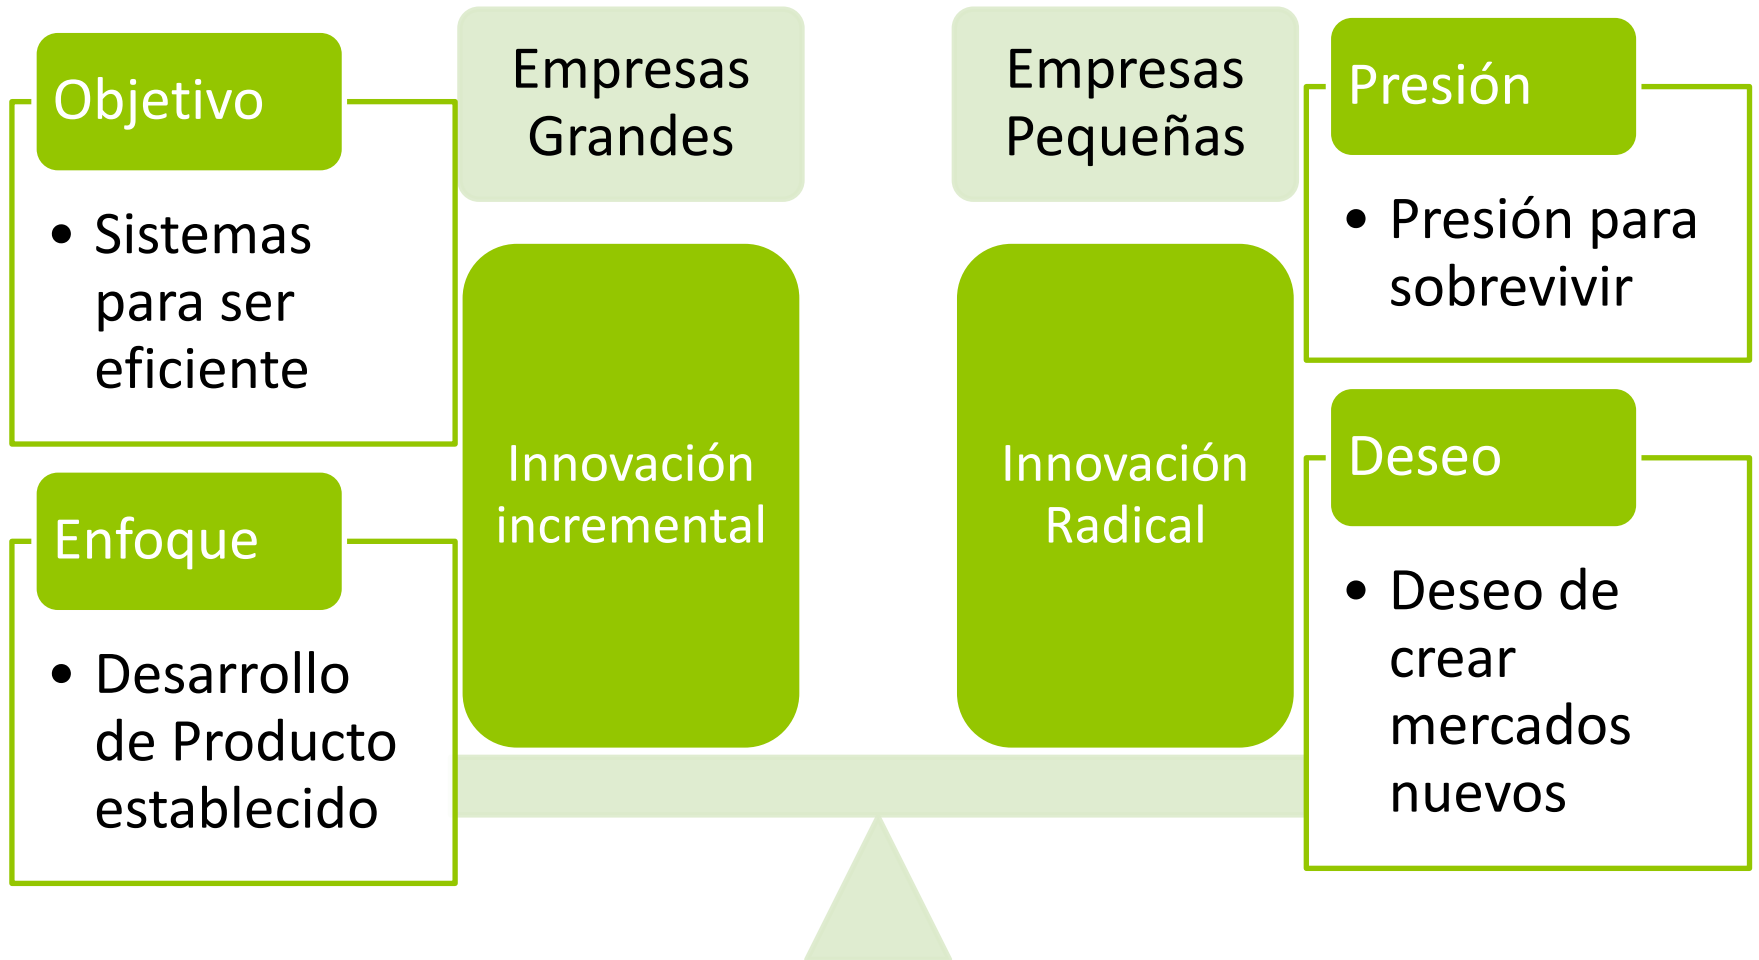 Objetivo
• Sistemas
para ser
eficiente
Enfoque
• Desarrollo
de Producto
establecido
Empresas
Grandes
Innovación
incremental
Empresas
Pequeñas
Innovación
Radical
Presión
• Presión para
sobrevivir
Deseo
• Deseo de
crear
mercados
nuevos